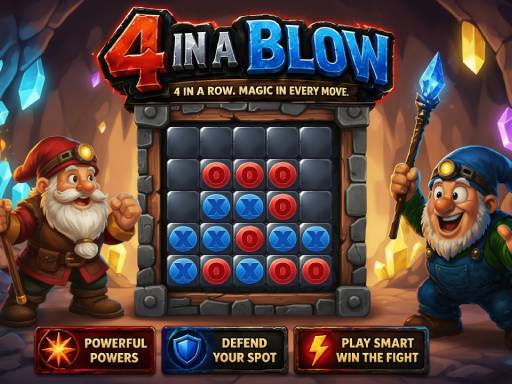 4 IN A BLOW
4 IN A ROW. MAGIC IN EVERY MOVE.
O O O
X X O
X X O X X
X O X O O
POWERFUL
POWERS
DEFEND
YOUR SPOT
PLAY SMART
WIN THE FIGHT